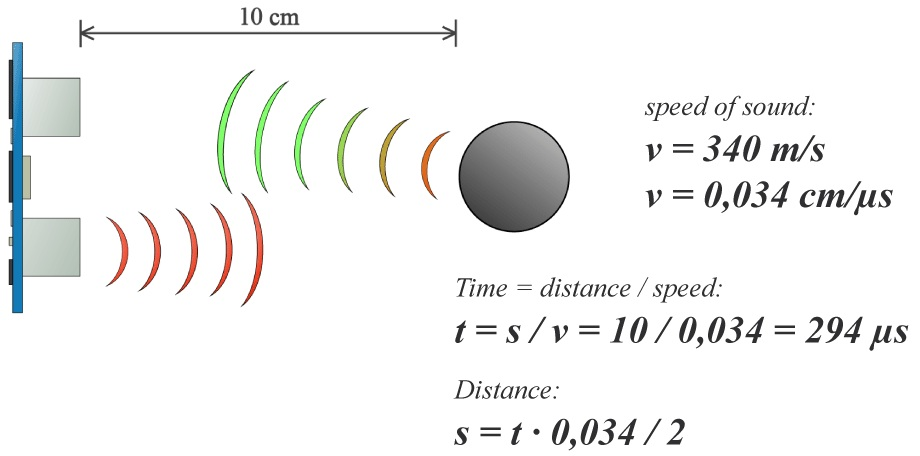 10 cm
speed of sound:
v = 340 m/s
v = 0,034 cm/µs
Time = distance / speed:
t = s / v = 10 / 0,034 = 294 µs
Distance:
s = t · 0,034 / 2